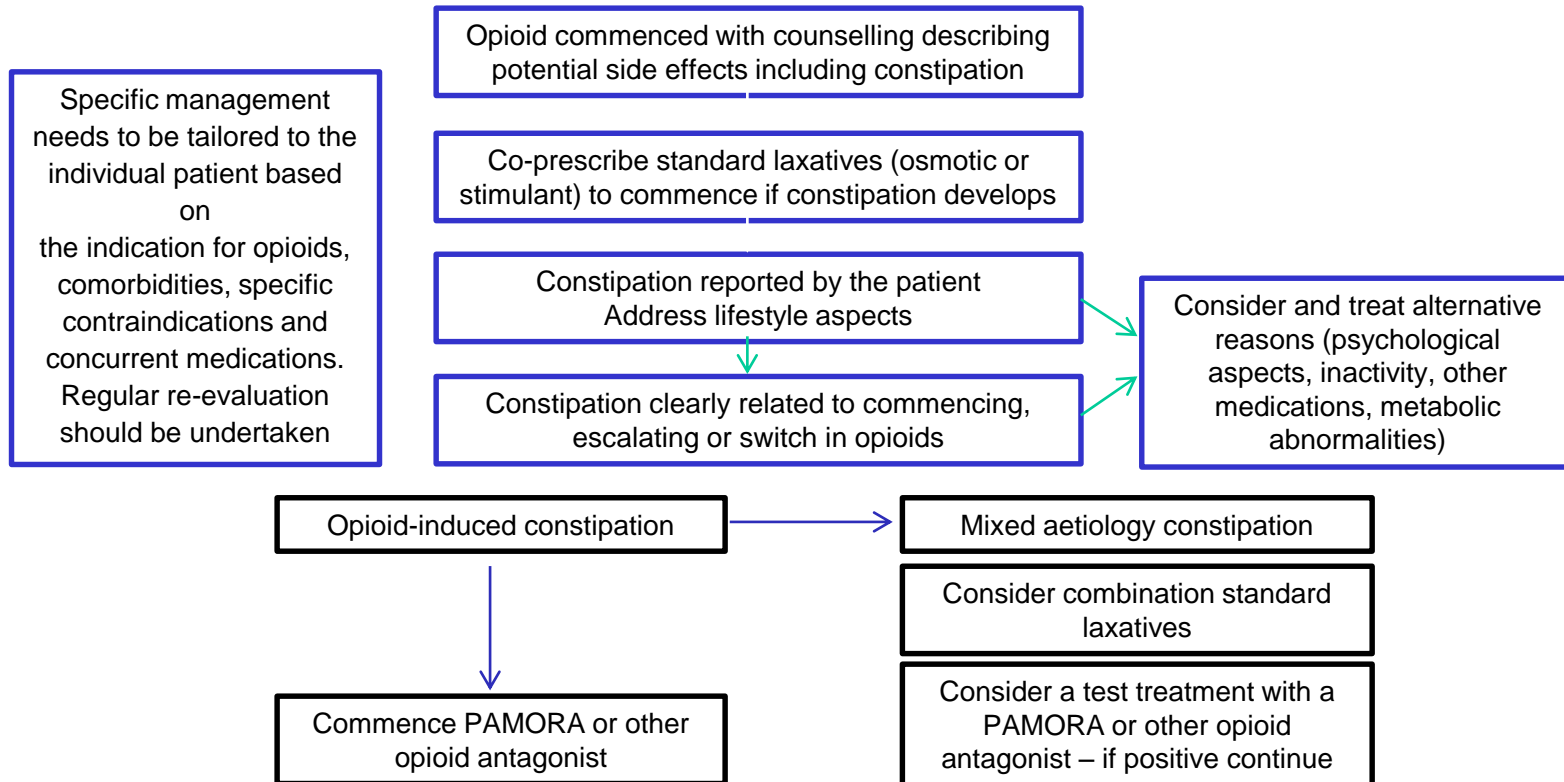 Opioid commenced with counselling describing
potential side effects including constipation
Specific management
needs to be tailored to the
individual patient based
on
the indication for opioids,
comorbidities, specific
contraindications and
concurrent medications.
Regular re-evaluation
should be undertaken
Co-prescribe standard laxatives (osmotic or
stimulant) to commence if constipation develops
Constipation reported by the patient
Address lifestyle aspects
Consider and treat alternative
reasons (psychological
aspects, inactivity, other
medications, metabolic
abnormalities)
Constipation clearly related to commencing,
escalating or switch in opioids
Opioid-induced constipation
Mixed aetiology constipation
Consider combination standard
laxatives
Commence PAMORA or other
opioid antagonist
Consider a test treatment with a
PAMORA or other opioid
antagonist – if positive continue